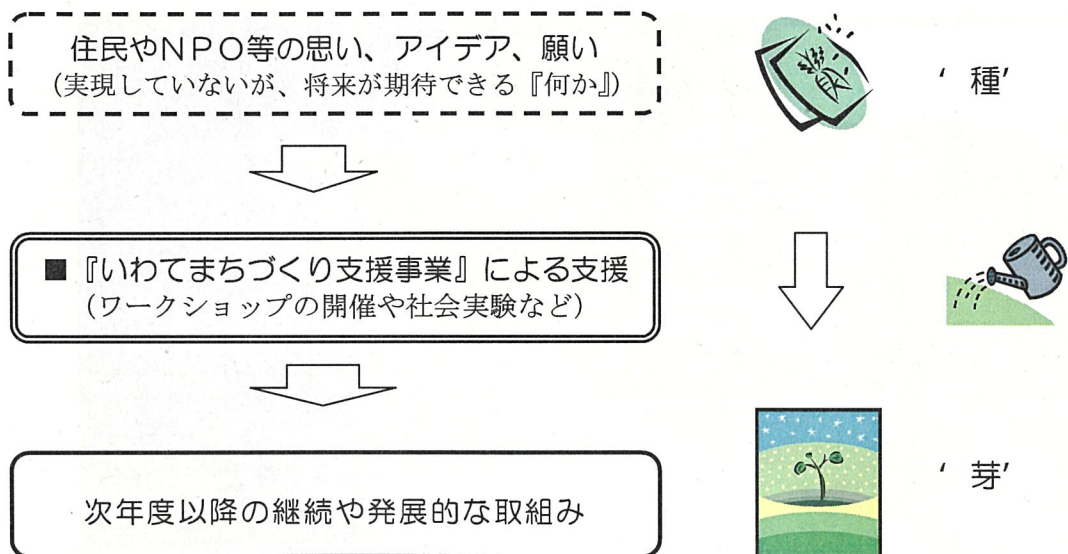 住民やNPO等の思い、アイデア、願い
(実現していないが、将来が期待できる『何か』)
‘ 種’
■『いわてまちづくり支援事業』による支援
(ワークショップの開催や社会実験など)
次年度以降の継続や発展的な取組み
‘ 芽’